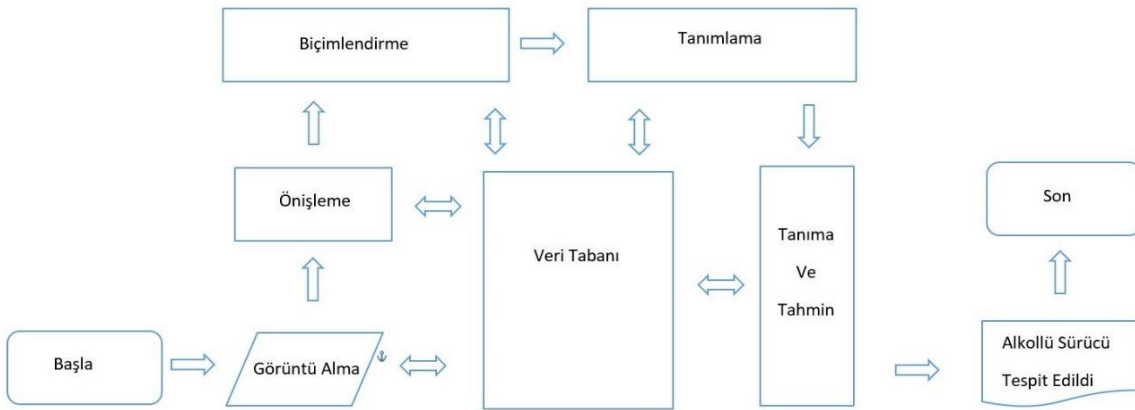 Biçimlendirme
Tanımlama
Önişleme
Veri Tabanı
Tanıma
Ve
Tahmin
Son
Başla
Görüntü Alma
Alkollü Sürücü
Tespit Edildi